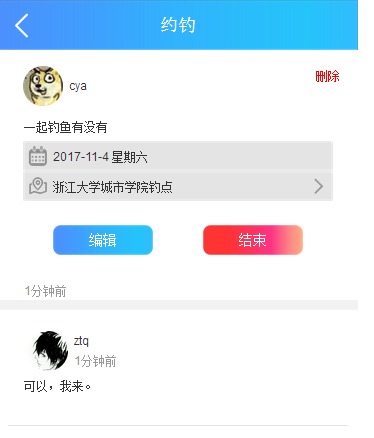 约钓
cya
删除
一起钓鱼有没有
2017-11-4 星期六
浙江大学城市学院钓点
编辑
结束
1分钟前
ztq
1分钟前
可以，我来。